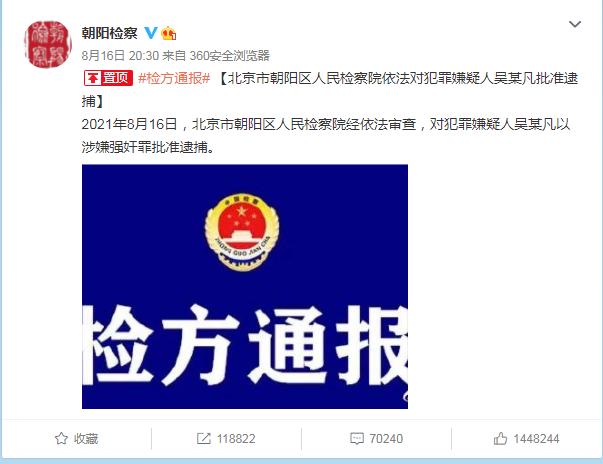 朝阳检察
8月16日 20:30 来自 360安全浏览器
置顶 #检方通报# 【北京市朝阳区人民检察院依法对犯罪嫌疑人吴某凡批准逮
捕】
2021年8月16日，北京市朝阳区人民检察院经依法审查，对犯罪嫌疑人吴某凡以
涉嫌强奸罪批准逮捕。
中国检察
ZHONG GUO JIAN CHA
检方通报
收藏 118822 70240 1448244